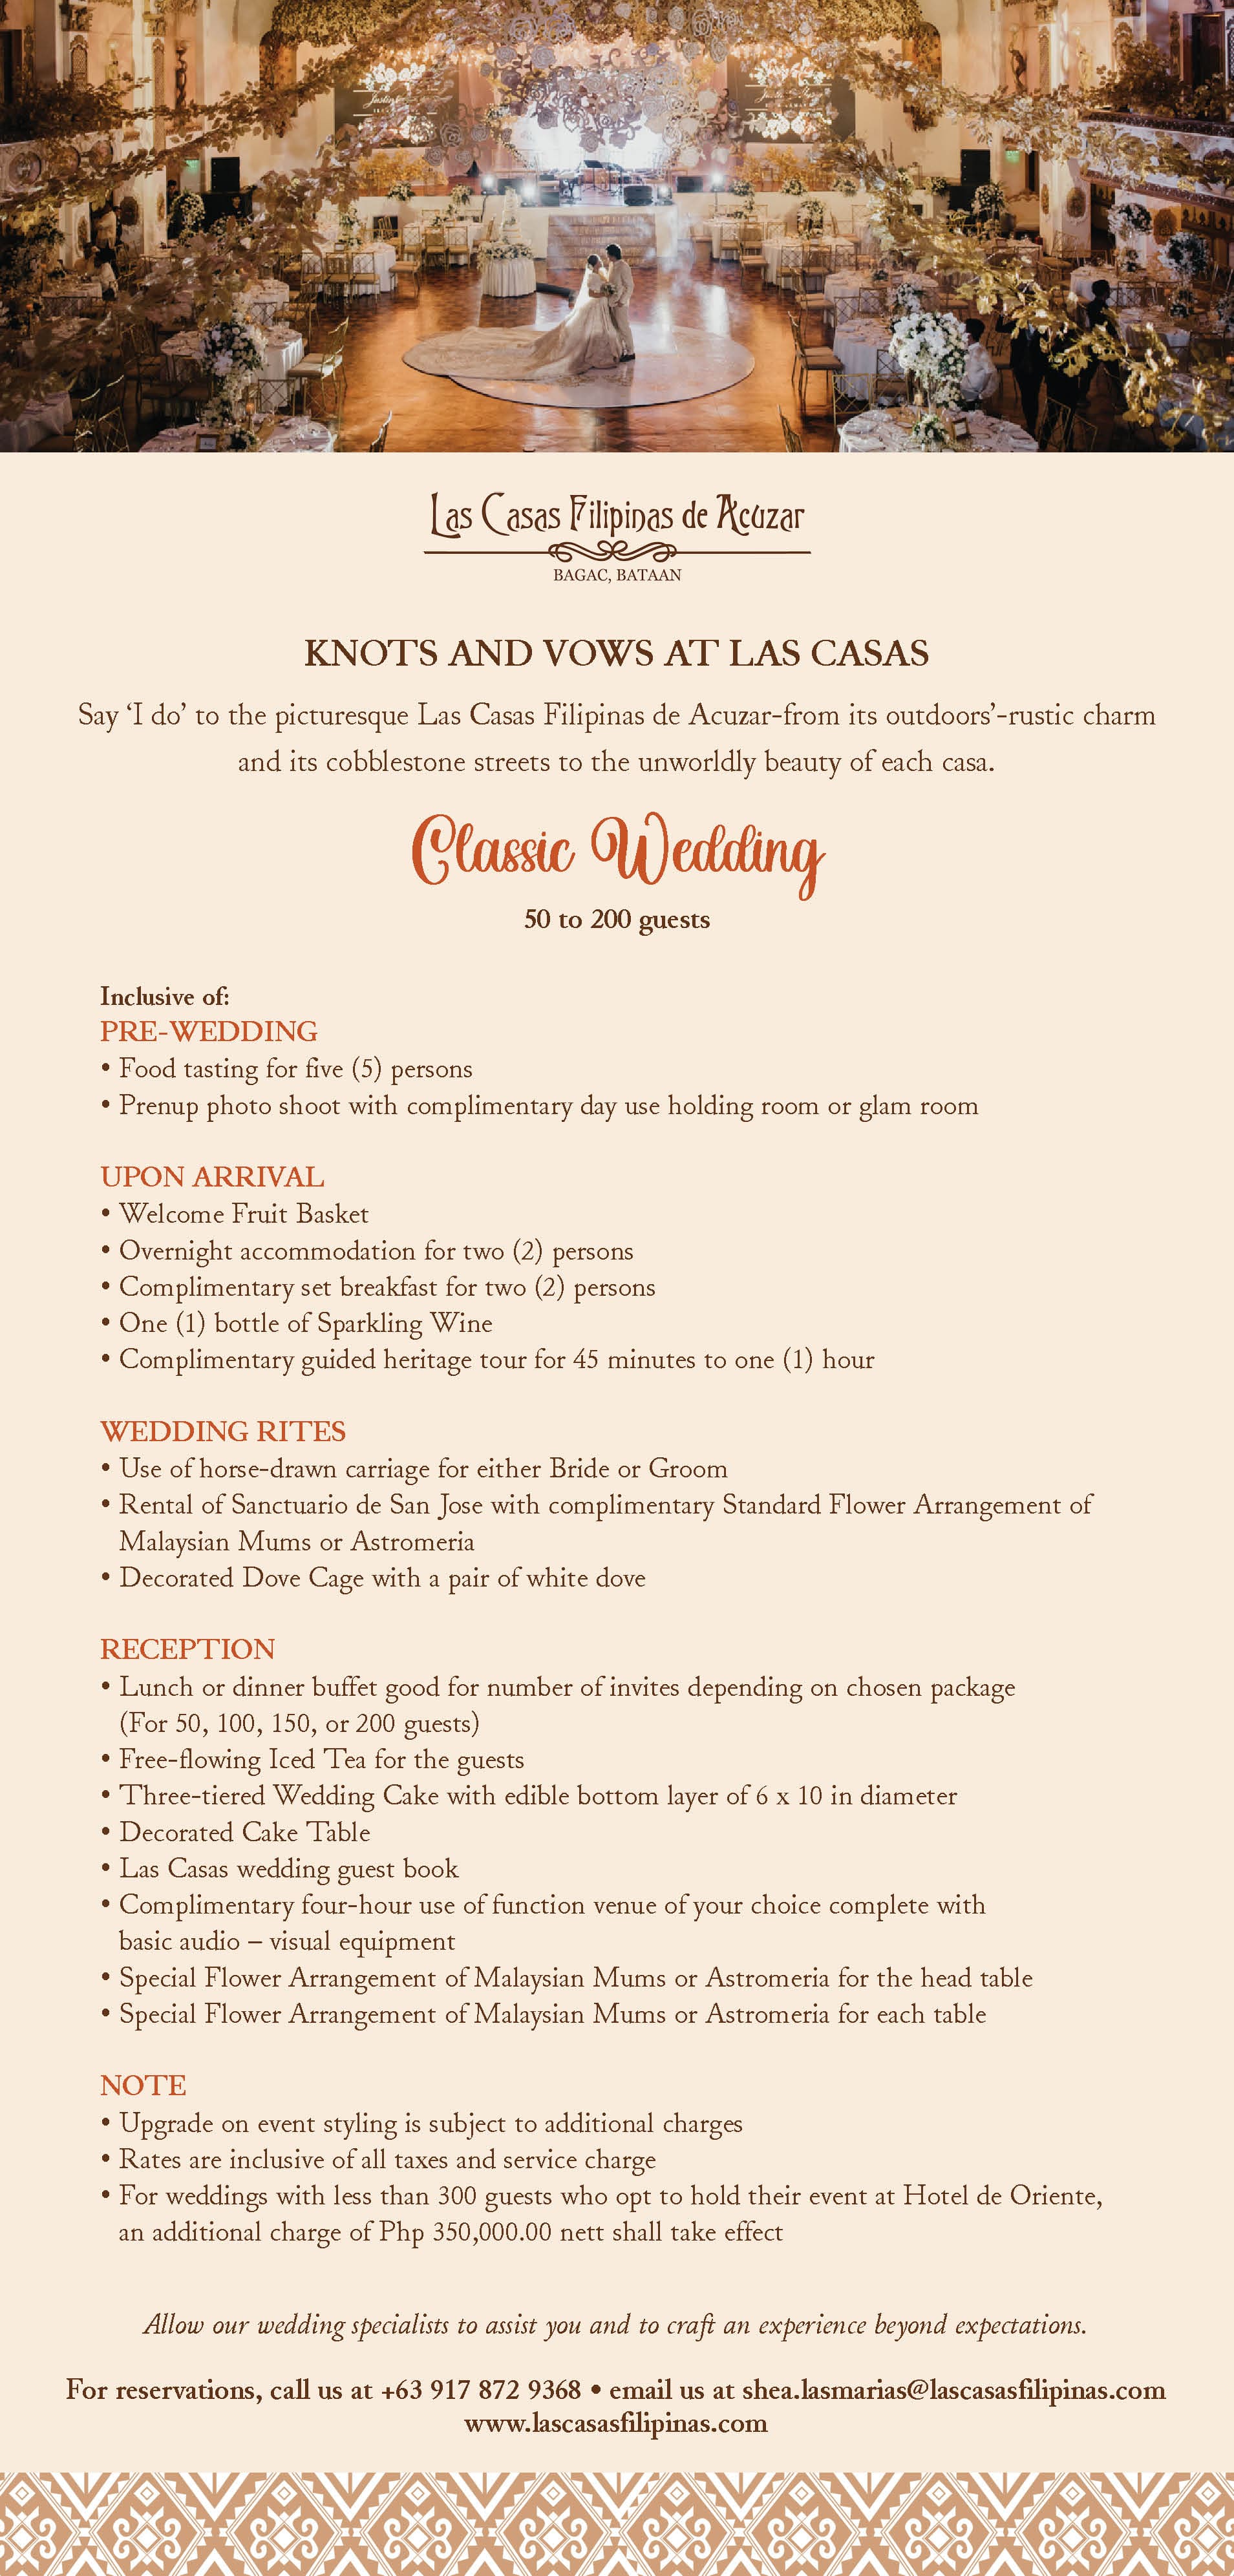 Las Casas Filipinas de Acuzar
BAGAC, BATAAN
KNOTS AND VOWS AT LAS CASAS
Say ‘I do’ to the picturesque Las Casas Filipinas de Acuzar-from its outdoors’-rustic charm
and its cobblestone streets to the unworldly beauty of each casa.
Classic Wedding
50 to 200 guests
Inclusive of:
PRE-WEDDING
• Food tasting for five (5) persons
• Prenup photo shoot with complimentary day use holding room or glam room
UPON ARRIVAL
• Welcome Fruit Basket
• Overnight accommodation for two (2) persons
• Complimentary set breakfast for two (2) persons
• One (1) bottle of Sparkling Wine
• Complimentary guided heritage tour for 45 minutes to one (1) hour
WEDDING RITES
• Use of horse-drawn carriage for either Bride or Groom
• Rental of Sanctuario de San Jose with complimentary Standard Flower Arrangement of
Malaysian Mums or Astromeria
• Decorated Dove Cage with a pair of white dove
RECEPTION
• Lunch or dinner buffet good for number of invites depending on chosen package
(For 50, 100, 150, or 200 guests)
• Free-flowing Iced Tea for the guests
• Three-tiered Wedding Cake with edible bottom layer of 6 x 10 in diameter
• Decorated Cake Table
• Las Casas wedding guest book
• Complimentary four-hour use of function venue of your choice complete with
basic audio – visual equipment
• Special Flower Arrangement of Malaysian Mums or Astromeria for the head table
• Special Flower Arrangement of Malaysian Mums or Astromeria for each table
NOTE
• Upgrade on event styling is subject to additional charges
• Rates are inclusive of all taxes and service charge
• For weddings with less than 300 guests who opt to hold their event at Hotel de Oriente,
an additional charge of Php 350,000.00 nett shall take effect
Allow our wedding specialists to assist you and to craft an experience beyond expectations.
For reservations, call us at +63 917 872 9368 • email us at shea.lasmarias@lascasasfilipinas.com
www.lascasasfilipinas.com